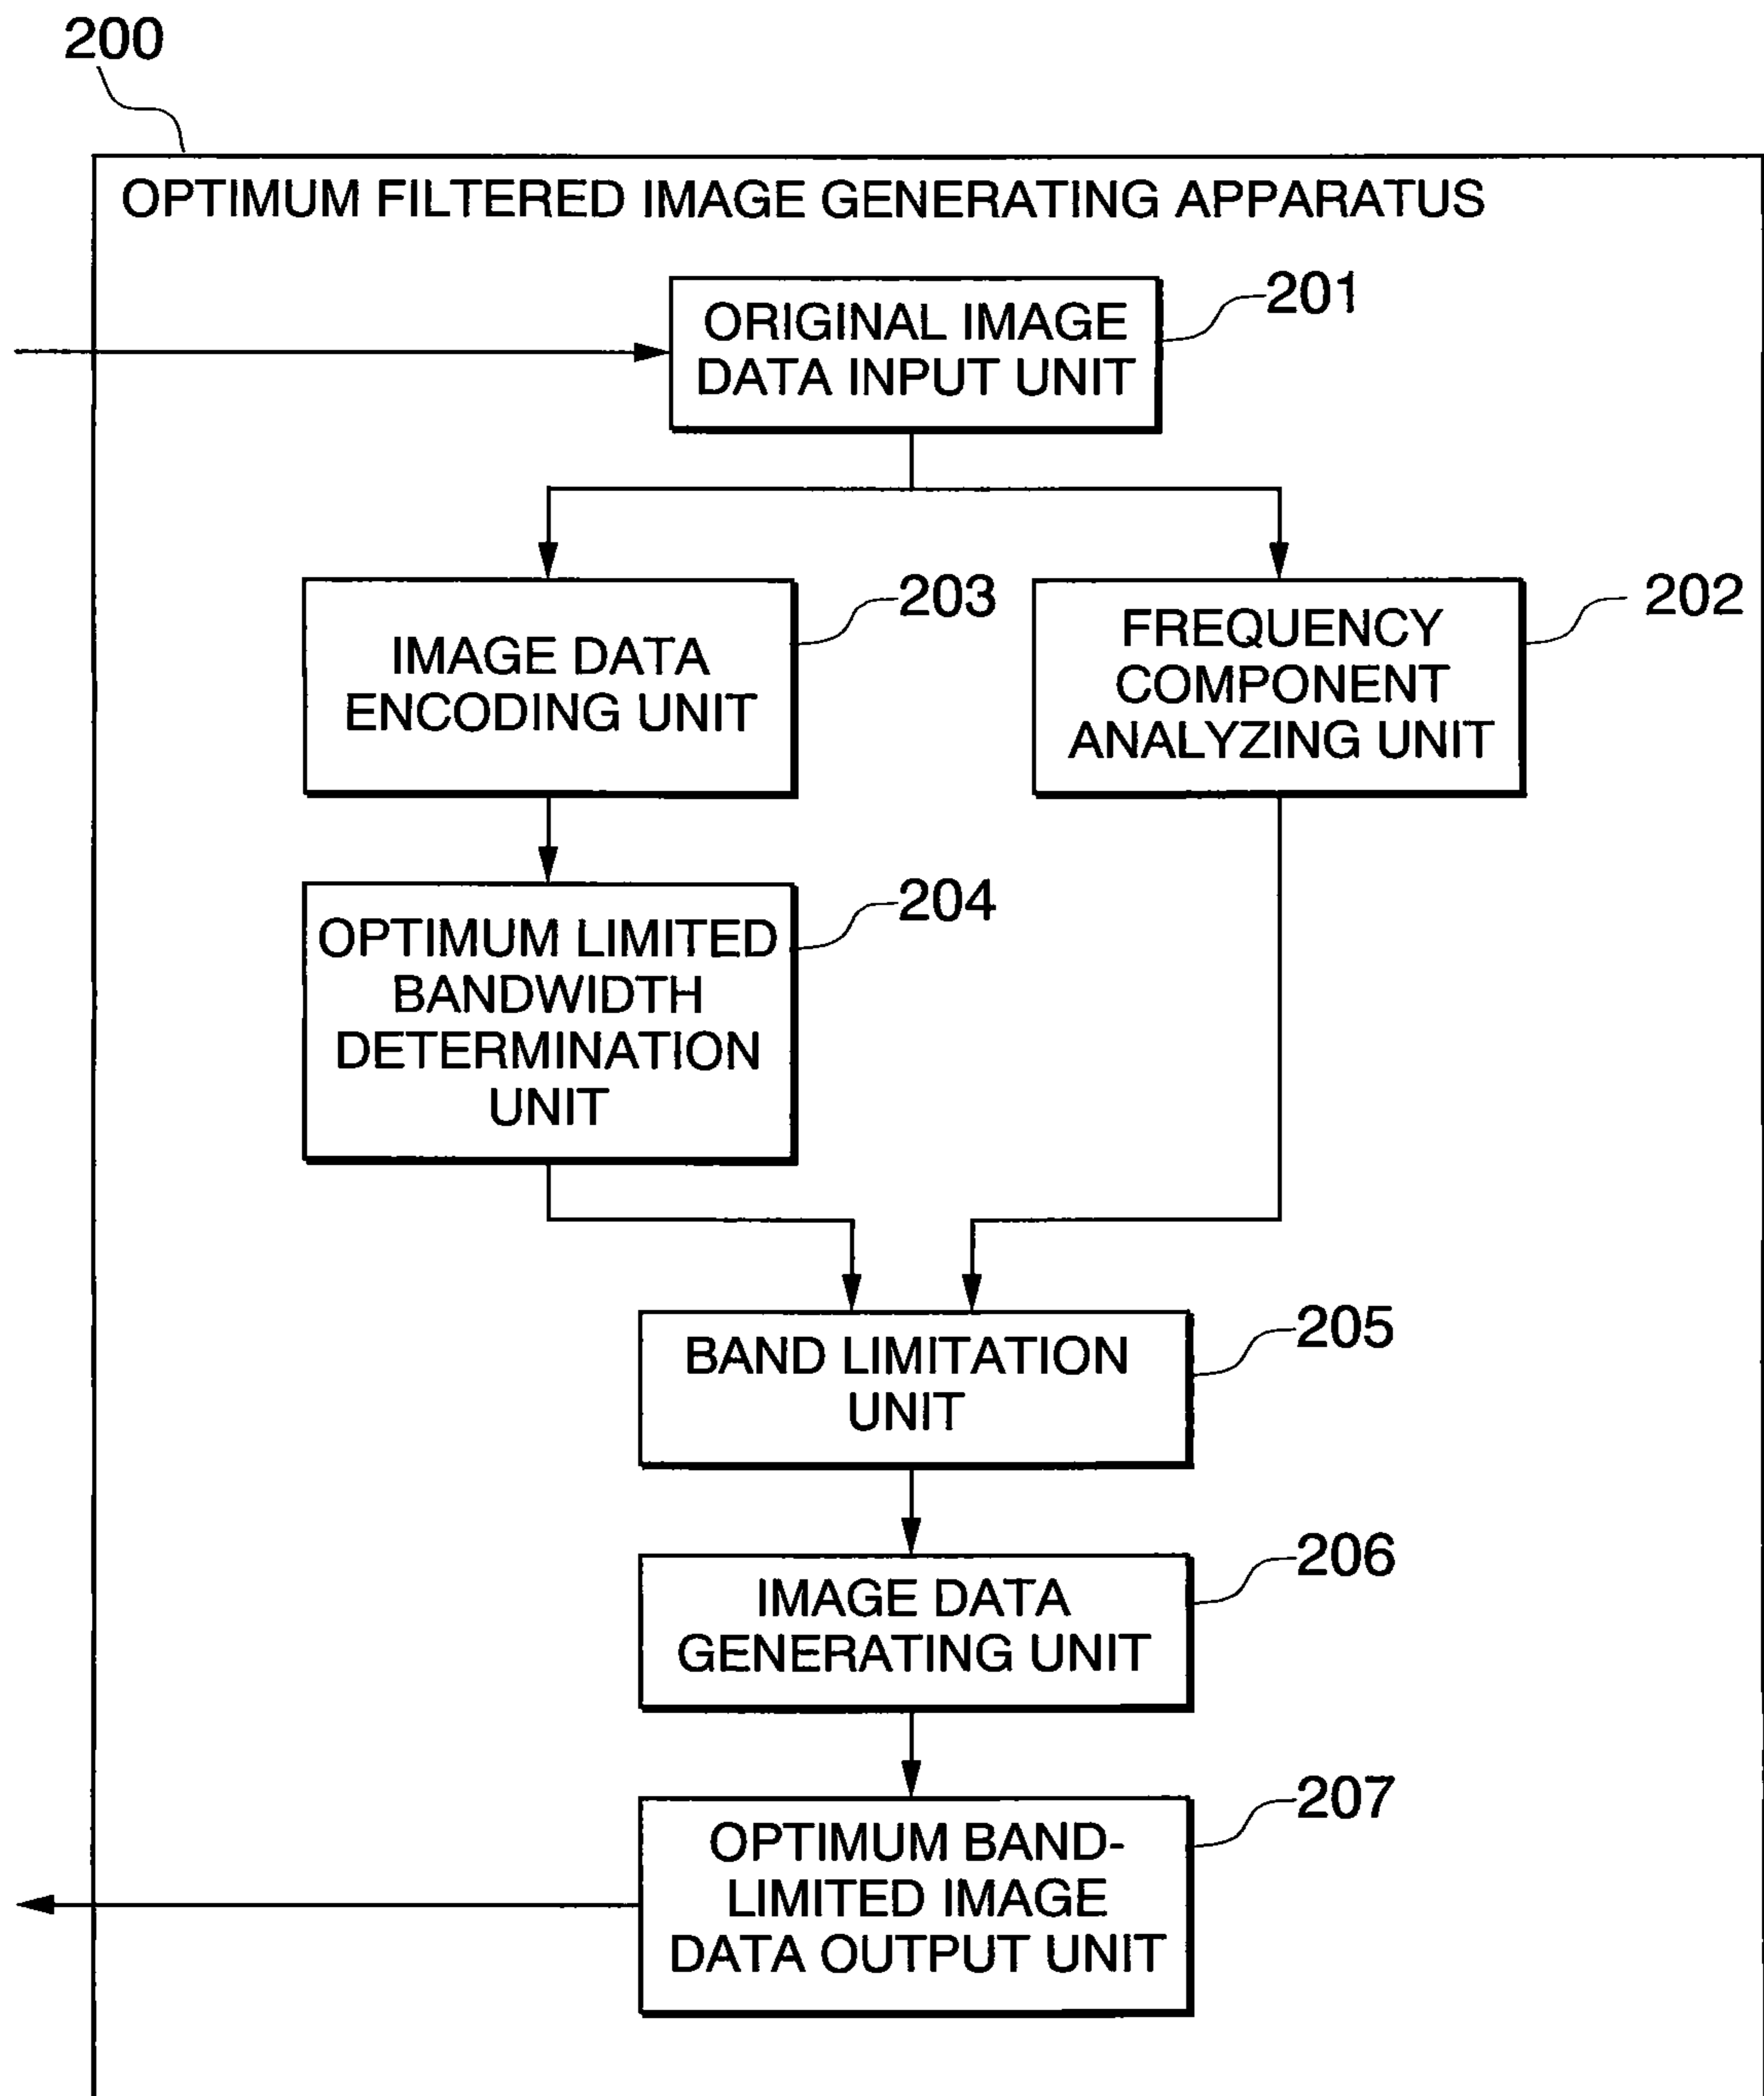 200
OPTIMUM FILTERED IMAGE GENERATING APPARATUS
201
ORIGINAL IMAGE
DATA INPUT UNIT
203
IMAGE DATA
ENCODING UNIT
202
FREQUENCY
COMPONENT
ANALYZING UNIT
204
OPTIMUM LIMITED
BANDWIDTH
DETERMINATION
UNIT
205
BAND LIMITATION
UNIT
206
IMAGE DATA
GENERATING UNIT
207
OPTIMUM BAND-
LIMITED IMAGE
DATA OUTPUT UNIT